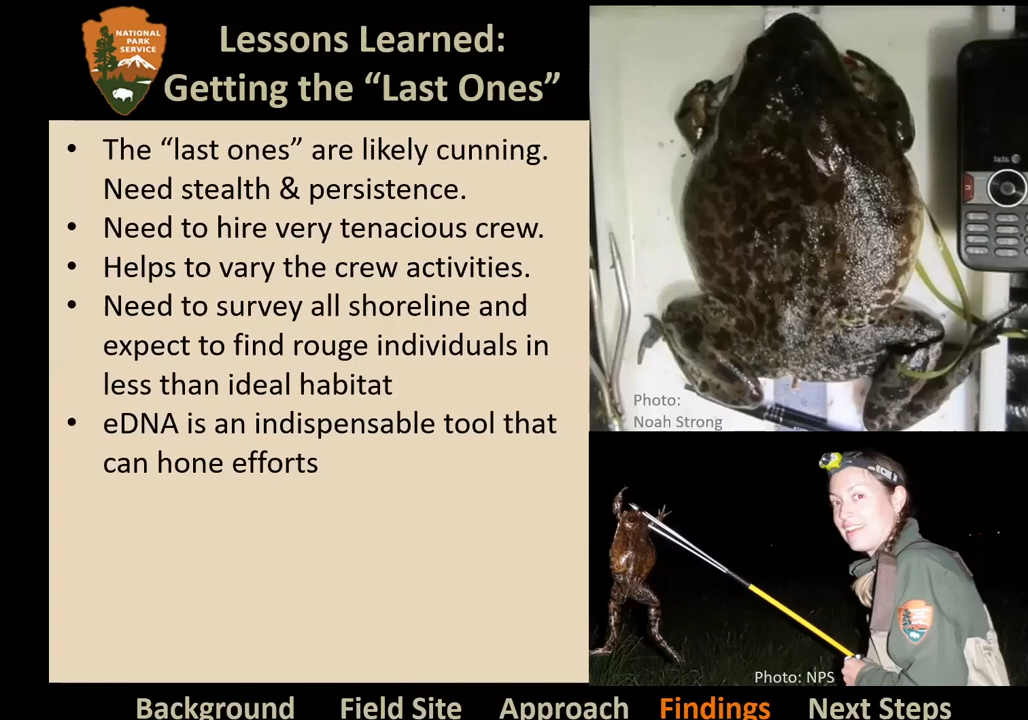 NATIONAL
PARK
SERVICE
Lessons Learned:
Getting the “Last Ones”
• The “last ones” are likely cunning.
Need stealth & persistence.
• Need to hire very tenacious crew.
• Helps to vary the crew activities.
• Need to survey all shoreline and
expect to find rouge individuals in
less than ideal habitat
• eDNA is an indispensable tool that
can hone efforts
Photo:
Noah Strong
Photo: NPS
Background Field Site Approach Findings Next Steps